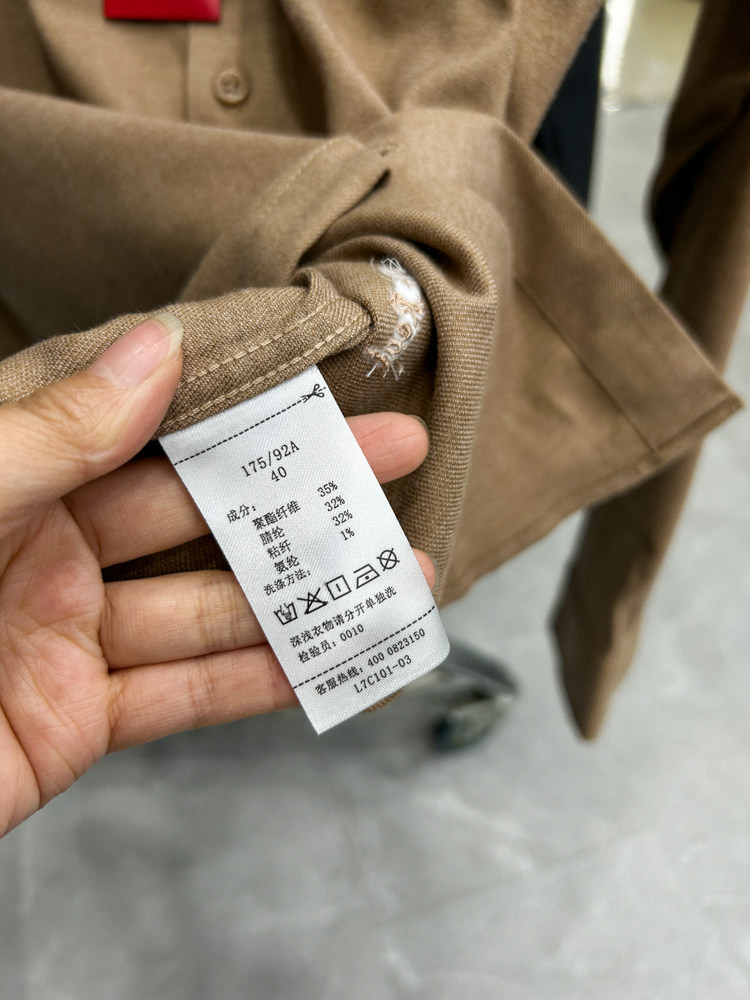 175/92A
40
成分：
聚酯纤维 35%
腈纶 32%
粘纤 32%
氨纶 1%
洗涤方法：
深浅衣物请分开单独洗
检验员：0010
客服热线：400 0823150
L7C101-03